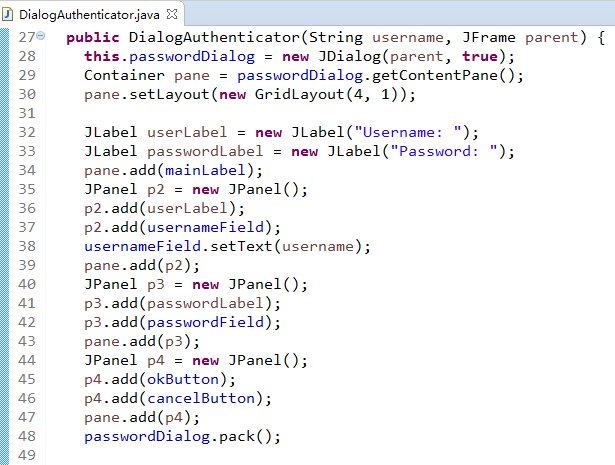 DialogAuthenticator.java
27 public DialogAuthenticator(String username, JFrame parent) {
28 this.passwordDialog = new JDialog(parent, true);
29 Container pane = passwordDialog.getContentPane();
30 pane.setLayout(new GridLayout(4, 1));
31
32 JLabel userLabel = new JLabel("Username: ");
33 JLabel passwordLabel = new JLabel("Password: ");
34 pane.add(mainLabel);
35 JPanel p2 = new JPanel();
36 p2.add(userLabel);
37 p2.add(usernameField);
38 usernameField.setText(username);
39 pane.add(p2);
40 JPanel p3 = new JPanel();
41 p3.add(passwordLabel);
42 p3.add(passwordField);
43 pane.add(p3);
44 JPanel p4 = new JPanel();
45 p4.add(okButton);
46 p4.add(cancelButton);
47 pane.add(p4);
48 passwordDialog.pack();
49